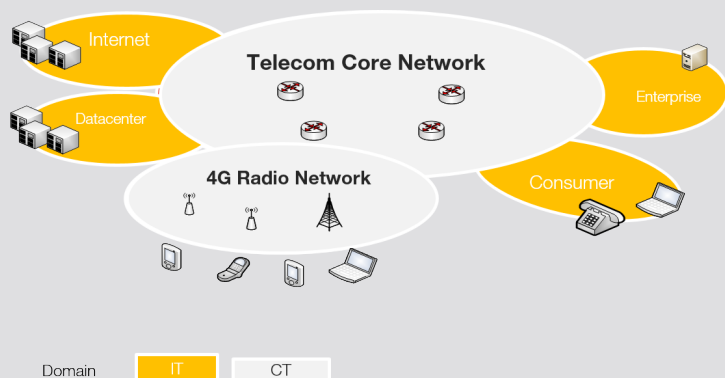 Internet
Telecom Core Network
Datacenter
Enterprise
4G Radio Network
Consumer
Domain
IT
CT